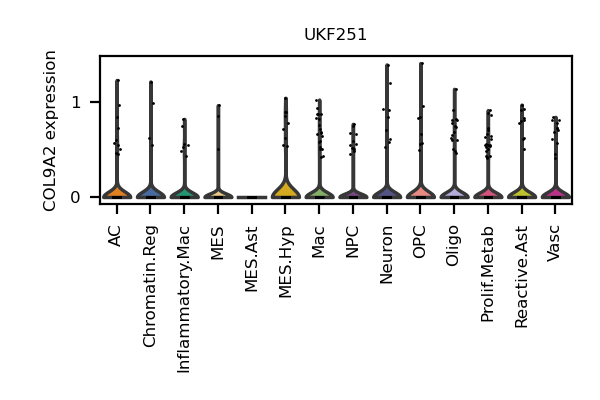 UKF251
COL9A2 expression
1
0
AC
Chromatin.Reg
Inflammatory.Mac
MES
MES.Ast
MES.Hyp
Mac
NPC
Neuron
OPC
Oligo
Prolif.Metab
Reactive.Ast
Vasc